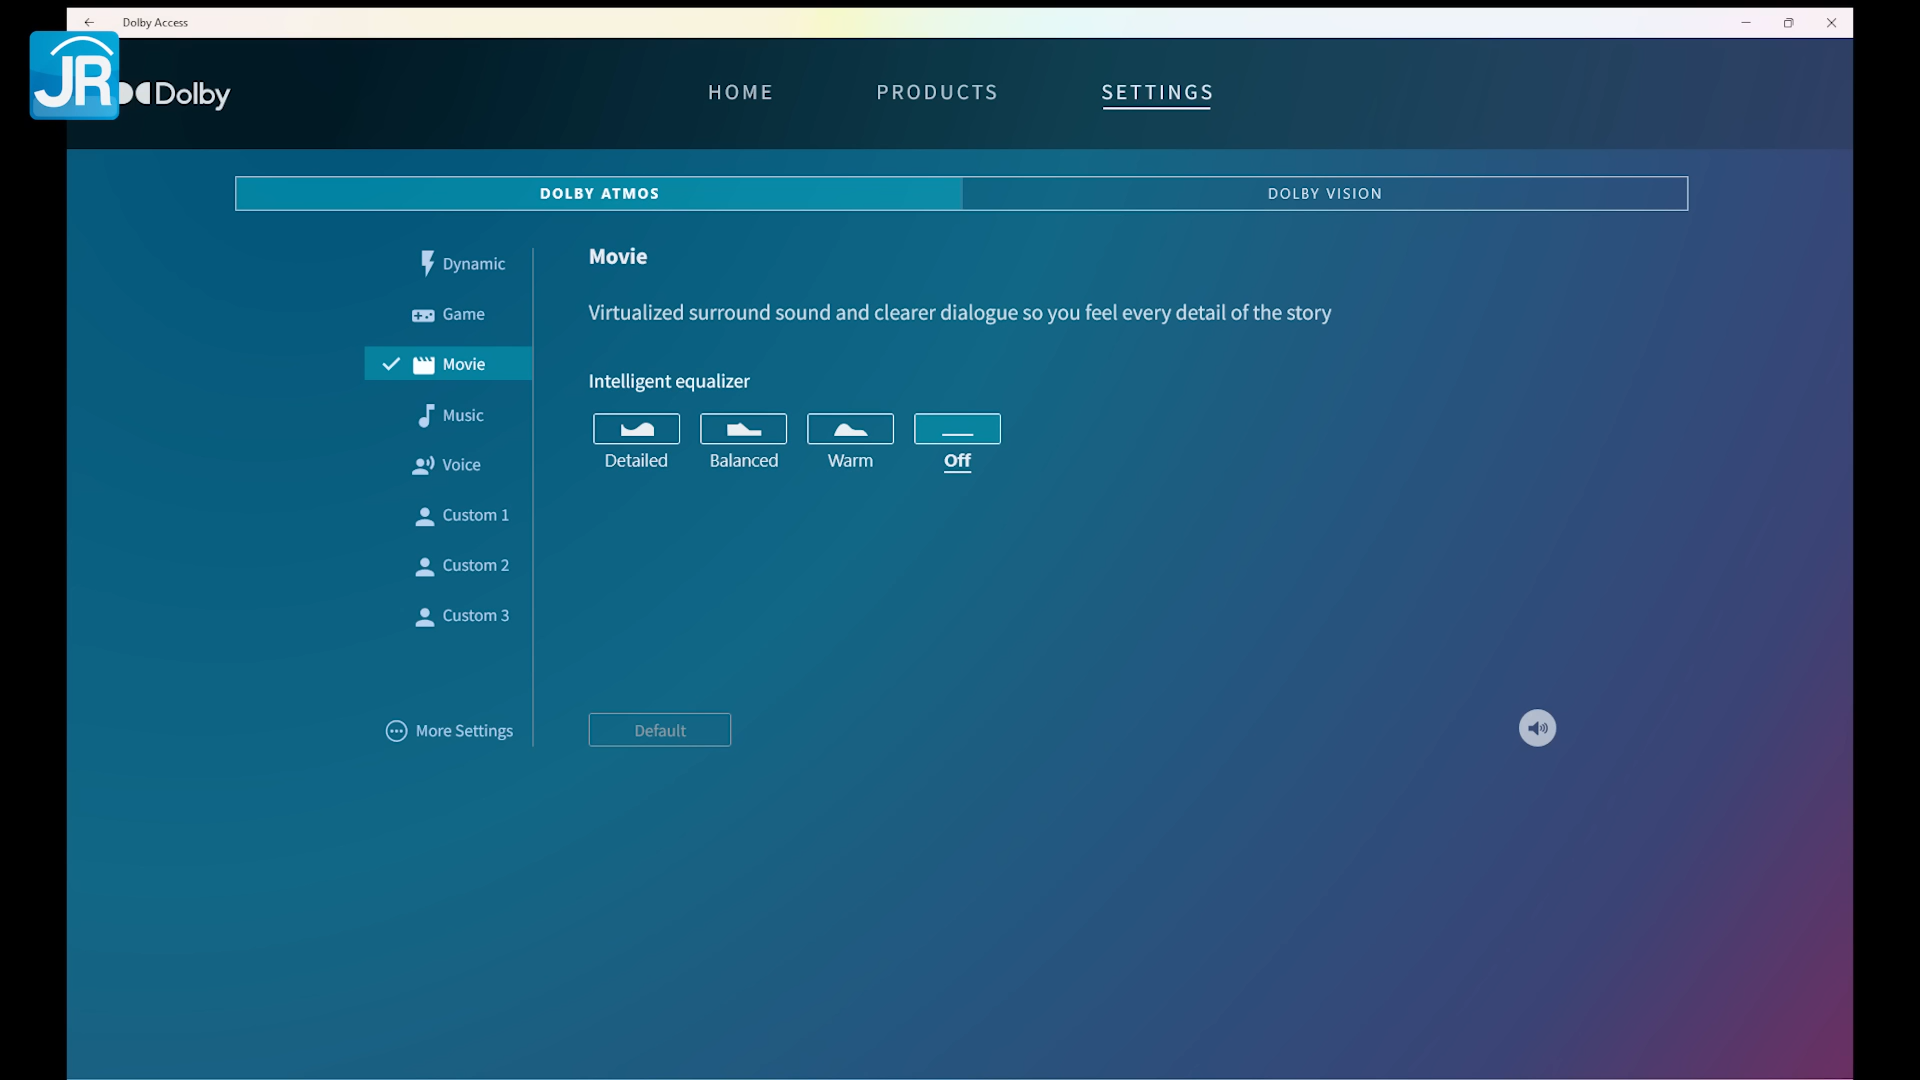 Dolby Access
JR
Dolby
HOME
PRODUCTS
SETTINGS
DOLBY ATMOS
DOLBY VISION
Dynamic
Game
Movie
Music
Voice
Custom 1
Custom 2
Custom 3
More Settings
Movie
Virtualized surround sound and clearer dialogue so you feel every detail of the story
Intelligent equalizer
Detailed
Balanced
Warm
Off
Default